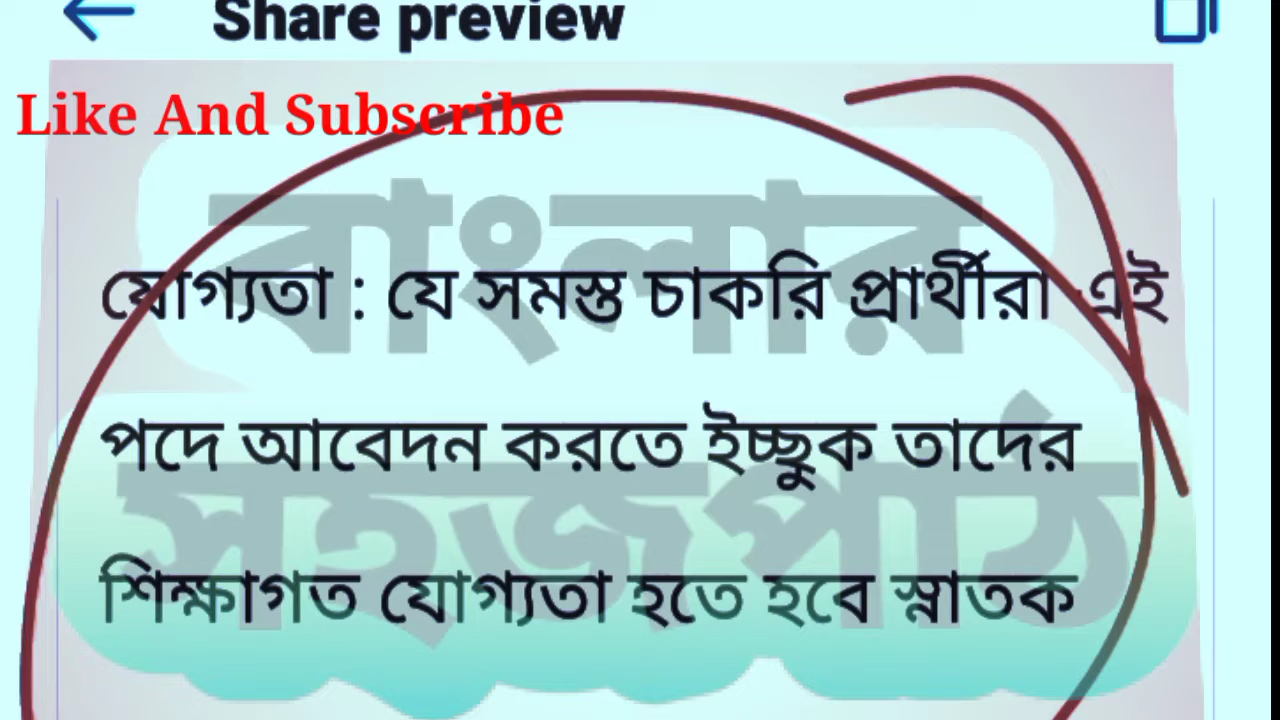 Share preview
Like And Subscribe
বাংলার
যোগ্যতা : যে সমস্ত চাকরি প্রার্থীরা এই
পদে আবেদন করতে ইচ্ছুক তাদের
সহজপাঠ
শিক্ষাগত যোগ্যতা হতে হবে স্নাতক